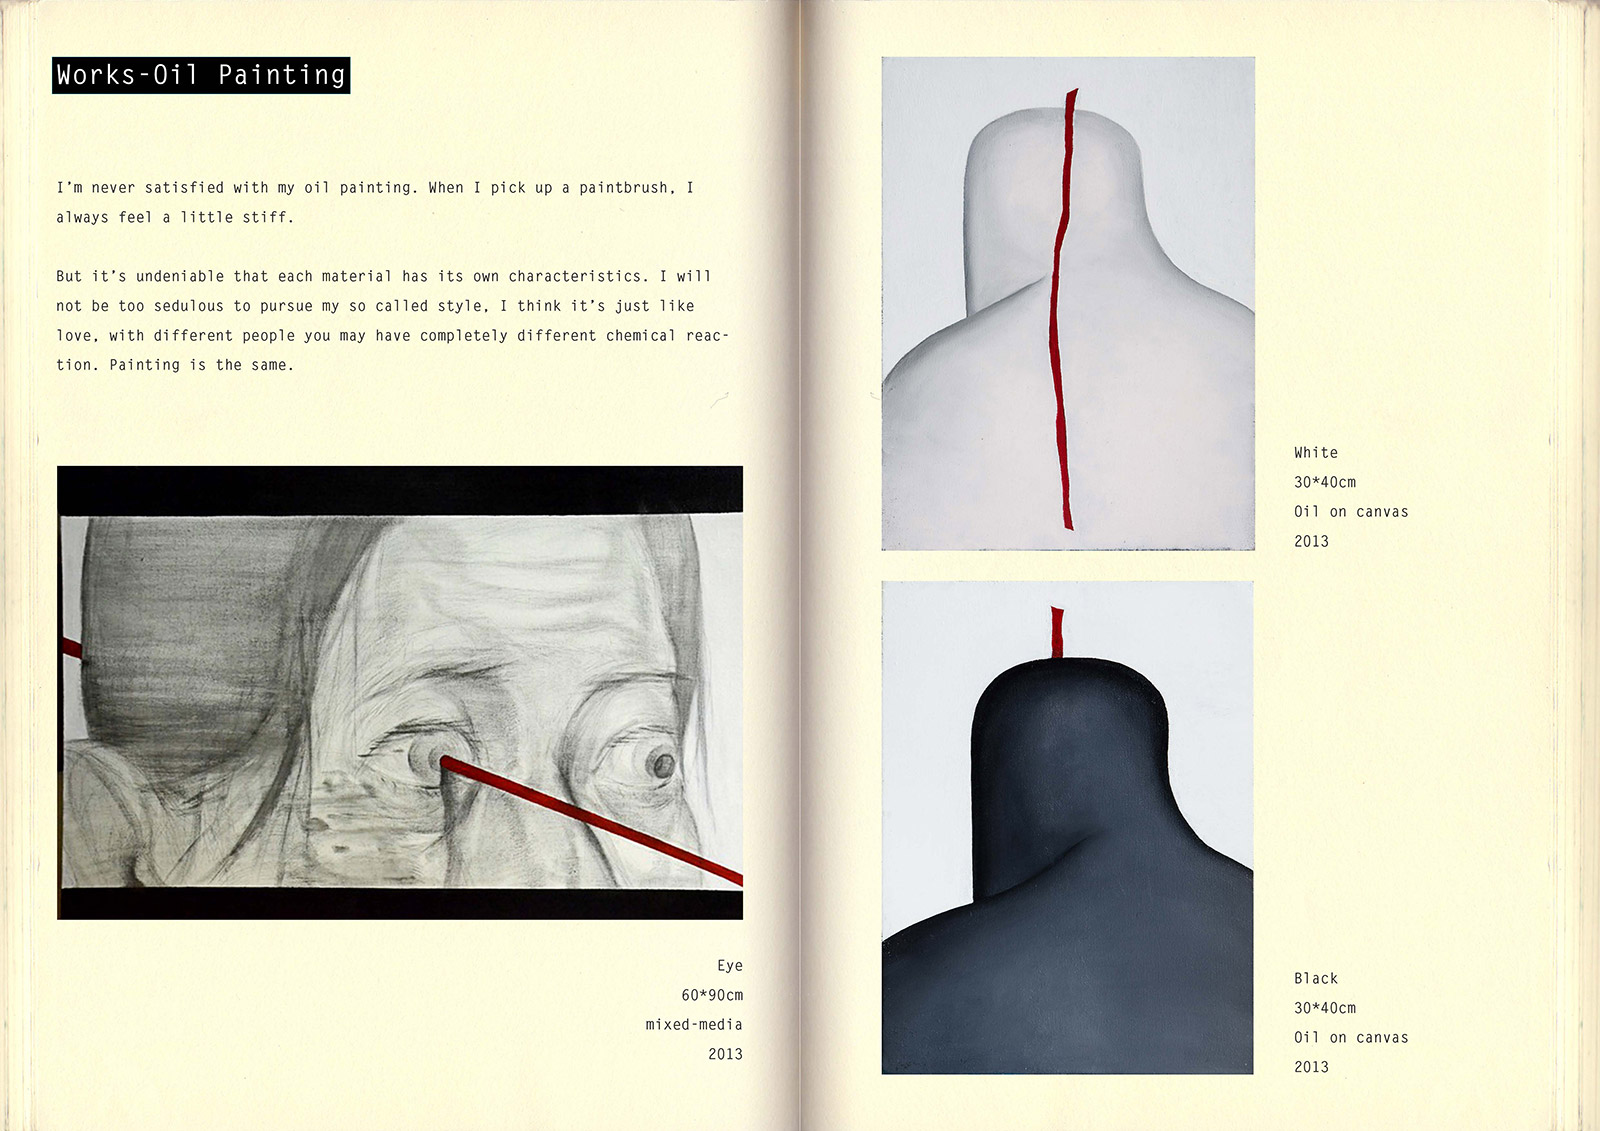 Works-Oil Painting
I'm never satisfied with my oil painting. When I pick up a paintbrush, I
always feel a little stiff.
But it's undeniable that each material has its own characteristics. I will
not be too sedulous to pursue my so called style, I think it's just like
love, with different people you may have completely different chemical reac-
tion. Painting is the same.
Eye
60*90cm
mixed-media
2013
White
30*40cm
Oil on canvas
2013
Black
30*40cm
Oil on canvas
2013